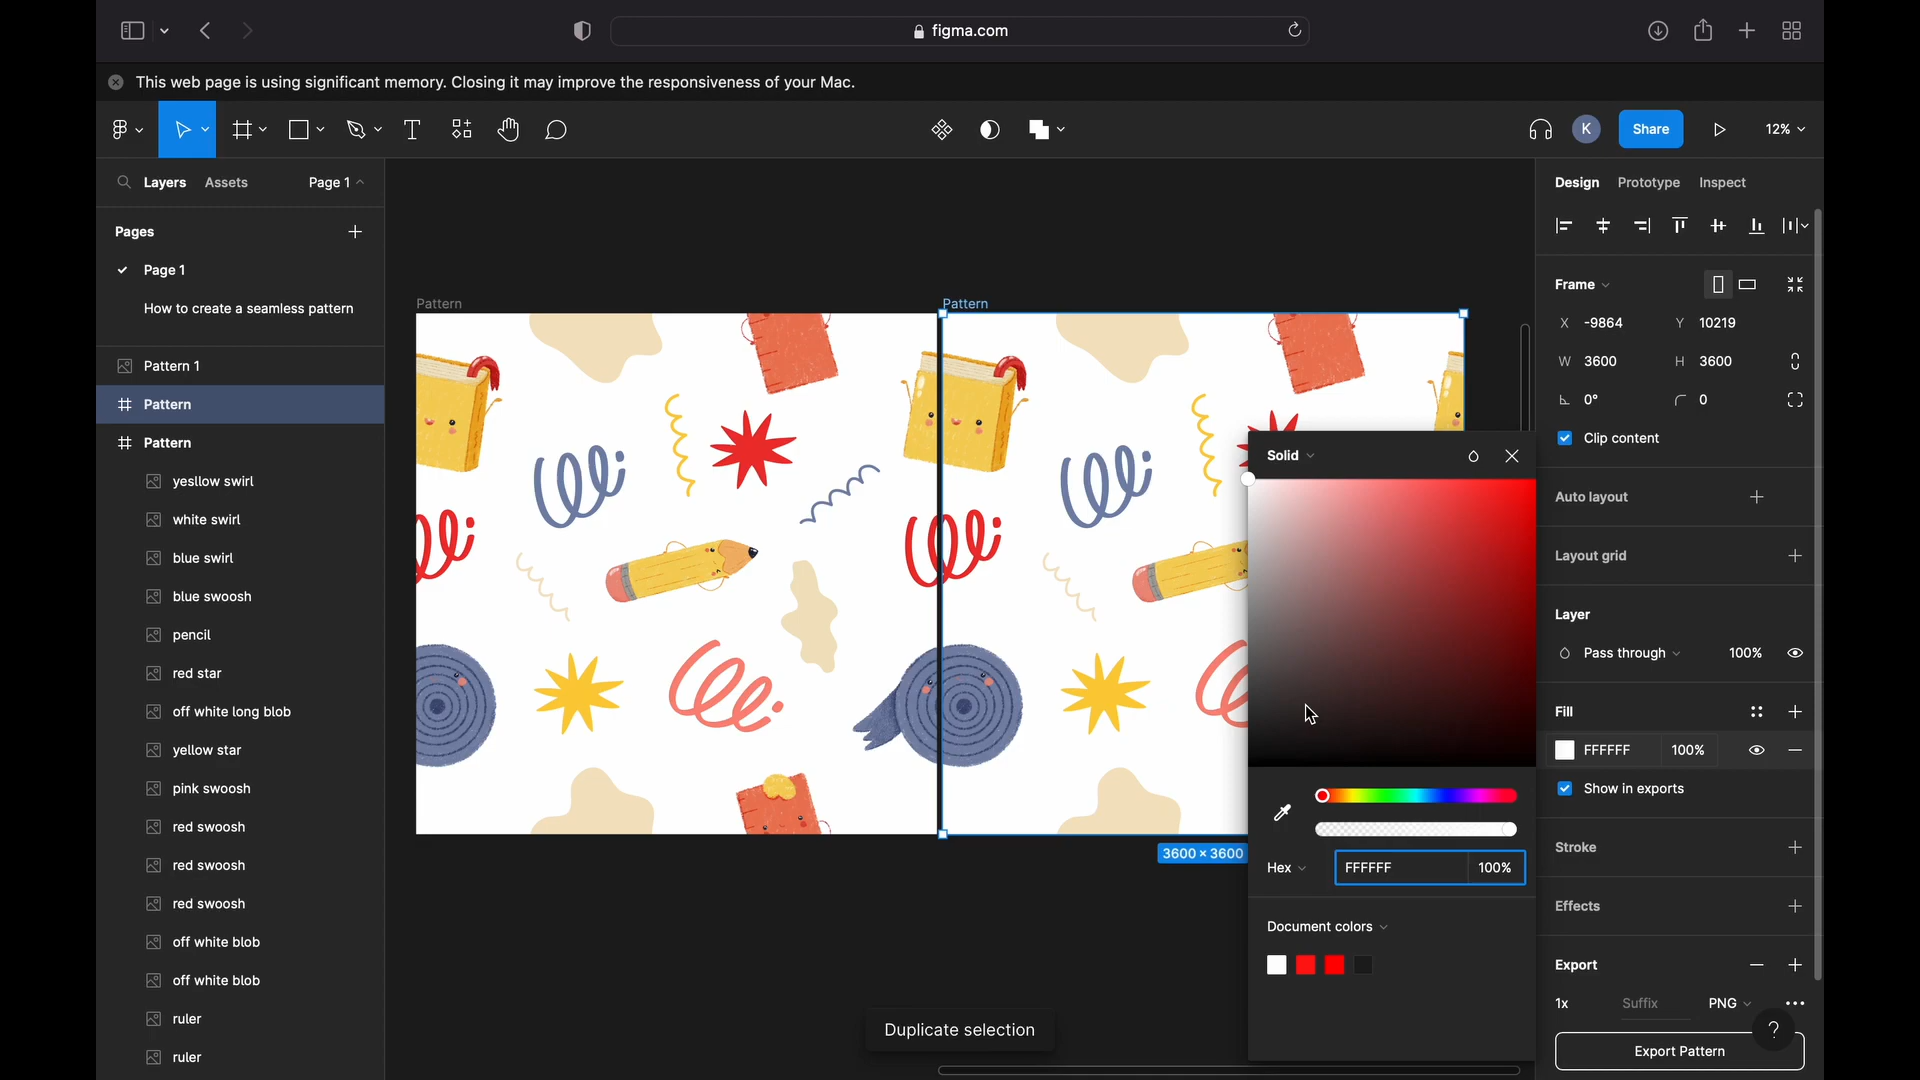 figma.com
This web page is using significant memory. Closing it may improve the responsiveness of your Mac.
K
Share
12%
Layers
Assets
Page 1
Pages
Page 1
How to create a seamless pattern
Pattern 1
Pattern
Pattern
yesllow swirl
white swirl
blue swirl
blue swoosh
pencil
red star
off white long blob
yellow star
pink swoosh
red swoosh
red swoosh
red swoosh
off white blob
off white blob
ruler
ruler
Pattern
Pattern
3600 × 3600
Duplicate selection
Solid
Hex
FFFFFF
100%
Document colors
Design
Prototype
Inspect
Frame
X -9864
Y 10219
W 3600
H 3600
0°
0
Clip content
Auto layout
Layout grid
Layer
Pass through
100%
Fill
FFFFFF
100%
Show in exports
Stroke
Effects
Export
1x
Suffix
PNG
?
Export Pattern